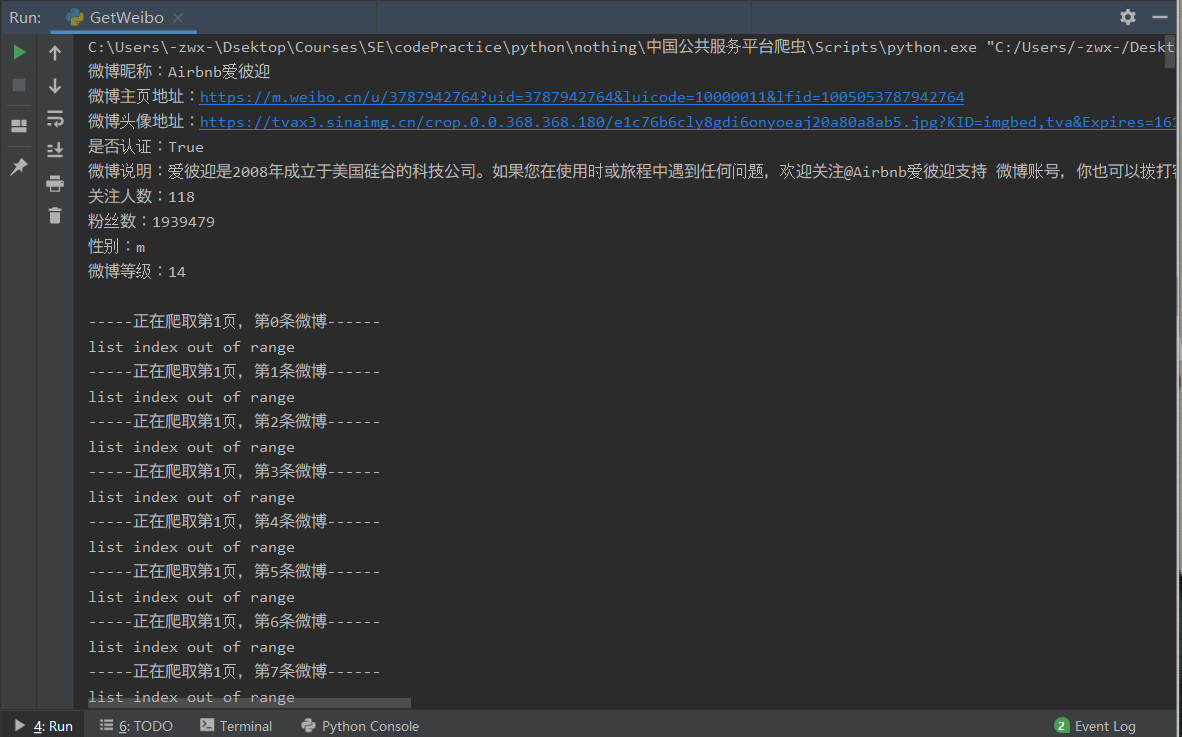 Run: GetWeibo
C:\Users\-zwx-\Dsektop\Courses\SE\codePractice\python\nothing\中国公共服务平台爬虫\Scripts\python.exe "C:/Users/-zwx-/Deskt
微博昵称：Airbnb爱彼迎
微博主页地址：https://m.weibo.cn/u/3787942764?uid=3787942764&luicode=10000011&lfid=1005053787942764
微博头像地址：https://tvax3.sinaimg.cn/crop.0.0.368.368.180/e1c76b6cly8gdi6onyoeaj20a80a8ab5.jpg?KID=imgbed,tva&Expires=161
是否认证：True
微博说明：爱彼迎是2008年成立于美国硅谷的科技公司。如果您在使用时或旅程中遇到任何问题，欢迎关注@Airbnb爱彼迎支持 微博账号，你也可以拨打
关注人数：118
粉丝数：1939479
性别：m
微博等级：14
-----正在爬取第1页，第0条微博------
list index out of range
-----正在爬取第1页，第1条微博------
list index out of range
-----正在爬取第1页，第2条微博------
list index out of range
-----正在爬取第1页，第3条微博------
list index out of range
-----正在爬取第1页，第4条微博------
list index out of range
-----正在爬取第1页，第5条微博------
list index out of range
-----正在爬取第1页，第6条微博------
list index out of range
-----正在爬取第1页，第7条微博------
list index out of range
4: Run 6: TODO Terminal Python Console 2 Event Log